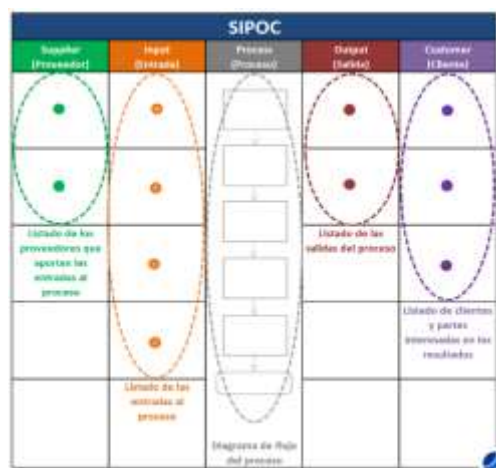 SIPOC
Supplier
(Proveedor)
Input
(Entrada)
Process
(Proceso)
Output
(Salida)
Customer
(Cliente)
Listado de los
proveedores que
aportan las
entradas al
proceso
Listado de las
entradas al
proceso
Diagrama de flujo
del proceso
Listado de las
salidas del proceso
Listado de clientes
y partes
interesadas en los
resultados